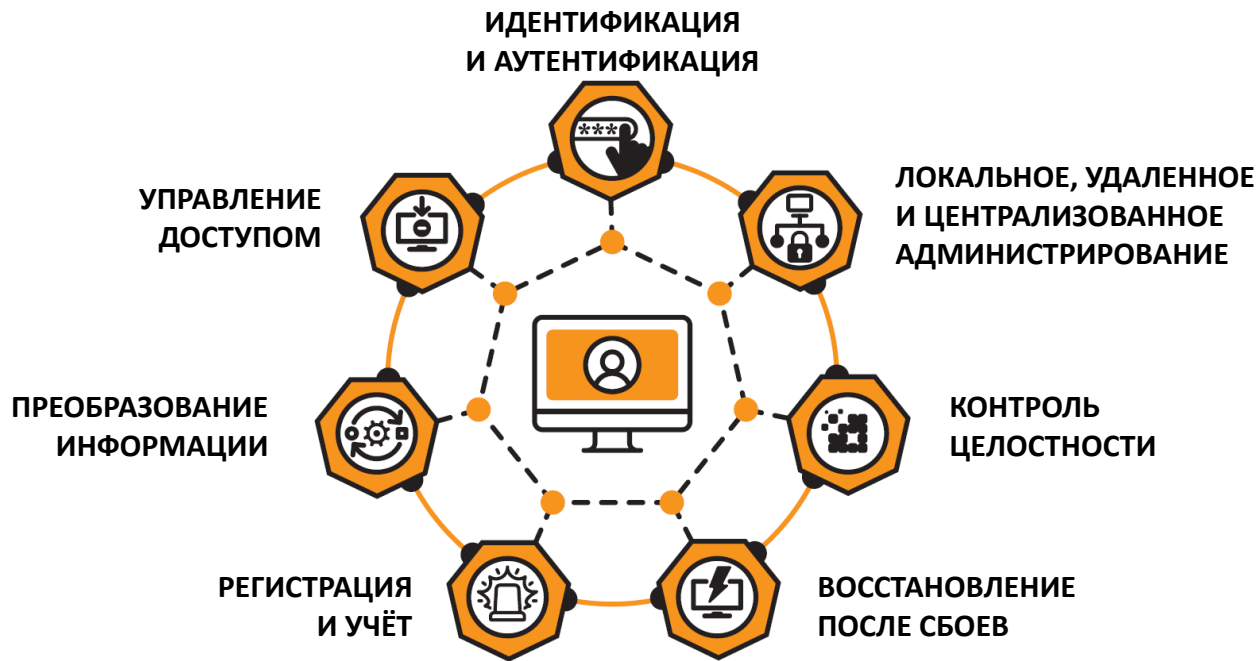 ИДЕНТИФИКАЦИЯ
И АУТЕНТИФИКАЦИЯ
***
ЛОКАЛЬНОЕ, УДАЛЕННОЕ
И ЦЕНТРАЛИЗОВАННОЕ
АДМИНИСТРИРОВАНИЕ
УПРАВЛЕНИЕ
ДОСТУПОМ
ПРЕОБРАЗОВАНИЕ
ИНФОРМАЦИИ
КОНТРОЛЬ
ЦЕЛОСТНОСТИ
РЕГИСТРАЦИЯ
И УЧЁТ
ВОССТАНОВЛЕНИЕ
ПОСЛЕ СБОЕВ